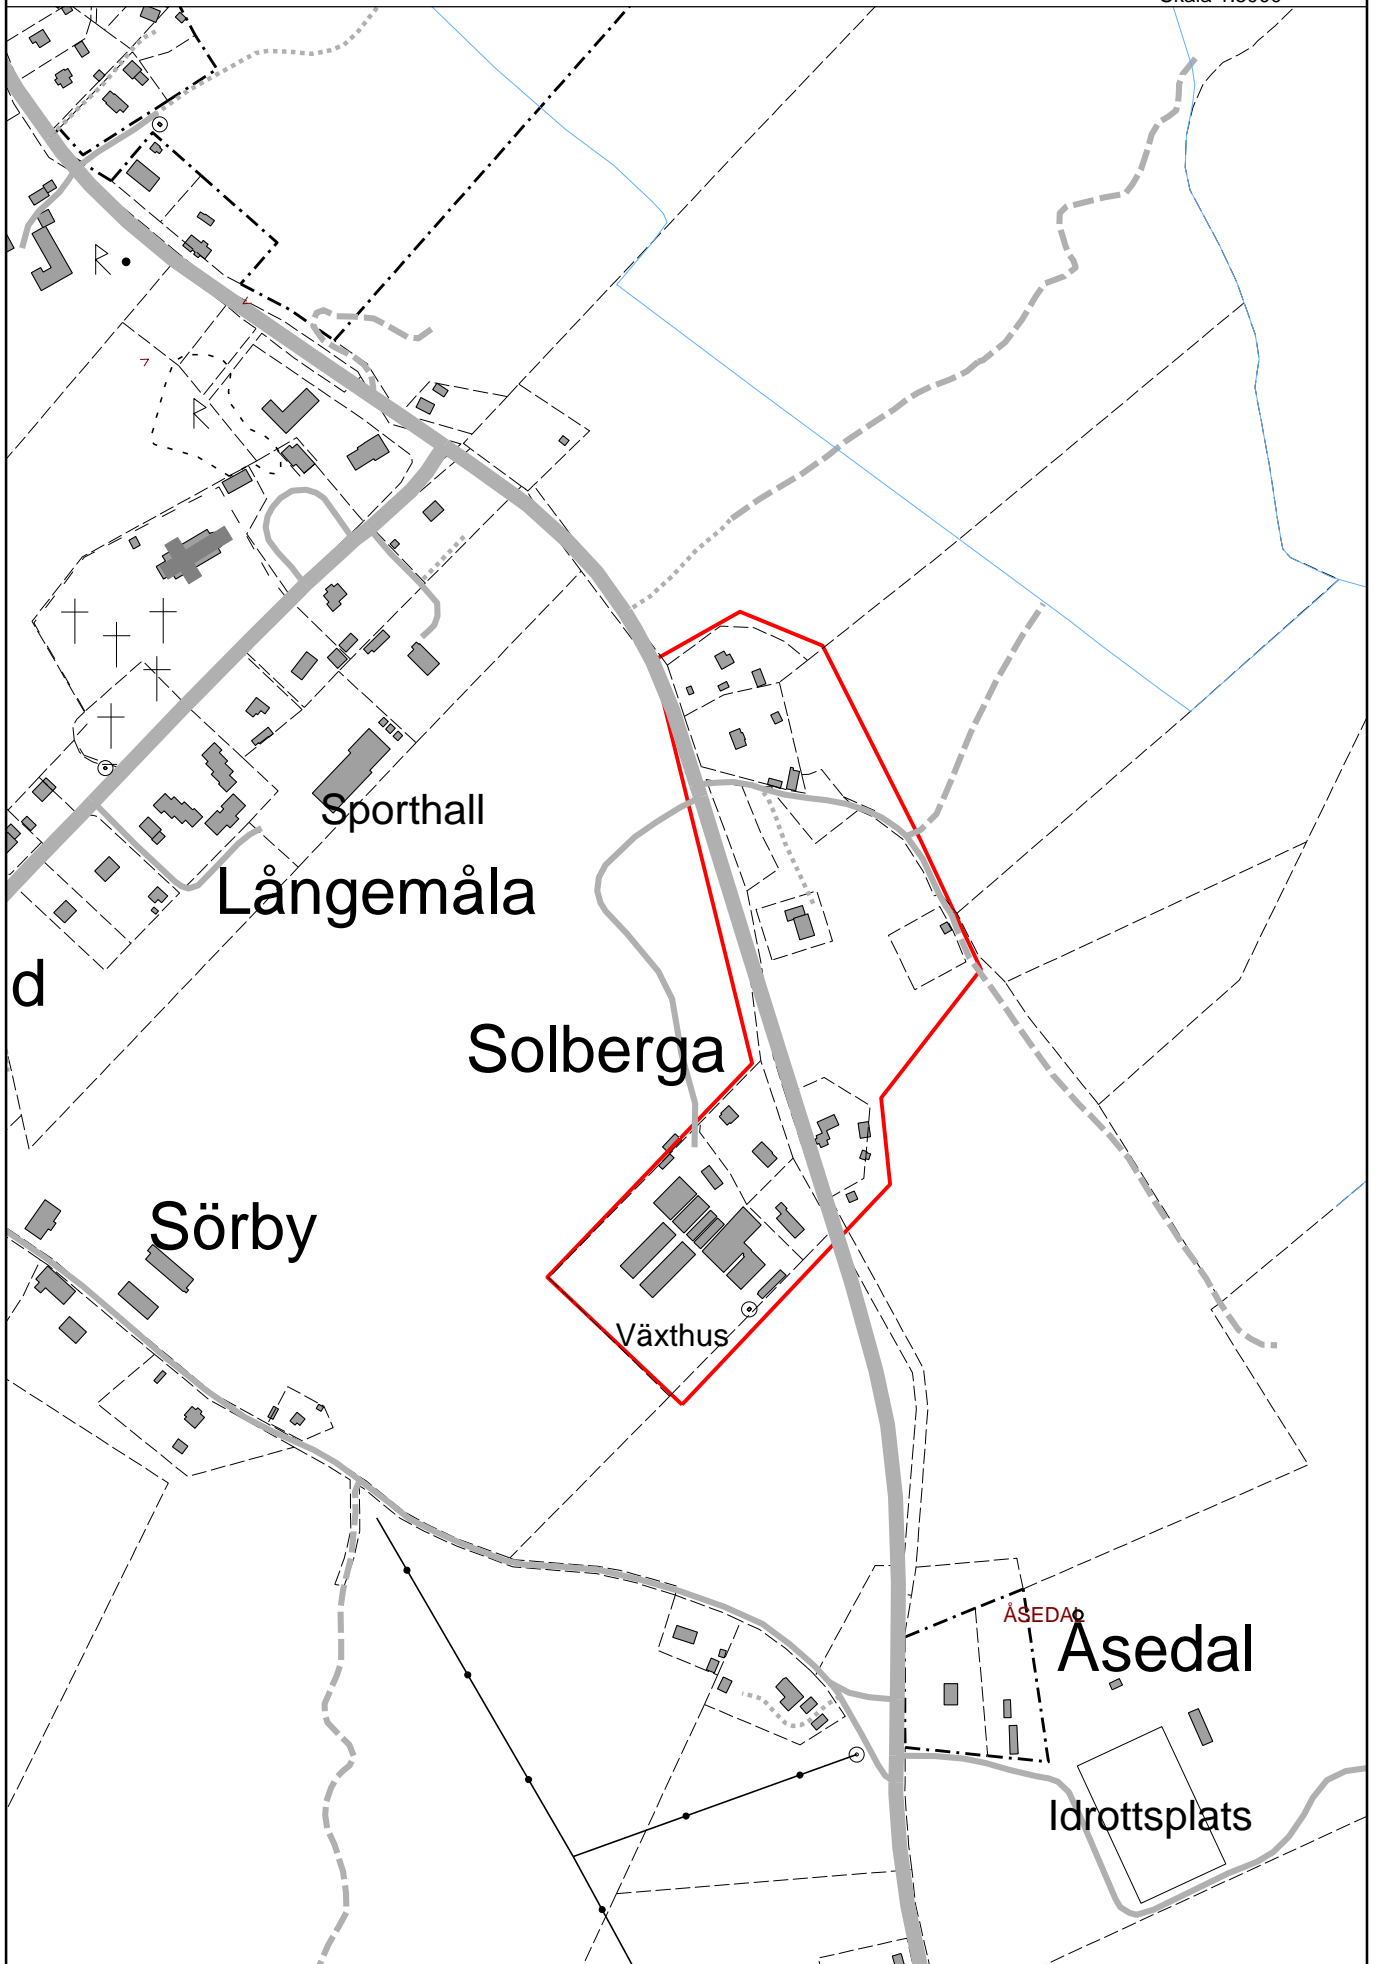 R
R
Sporthall
Långemåla
d
Solberga
Sörby
Växthus
ÅSEDAL
Åsedal
Idrottsplats